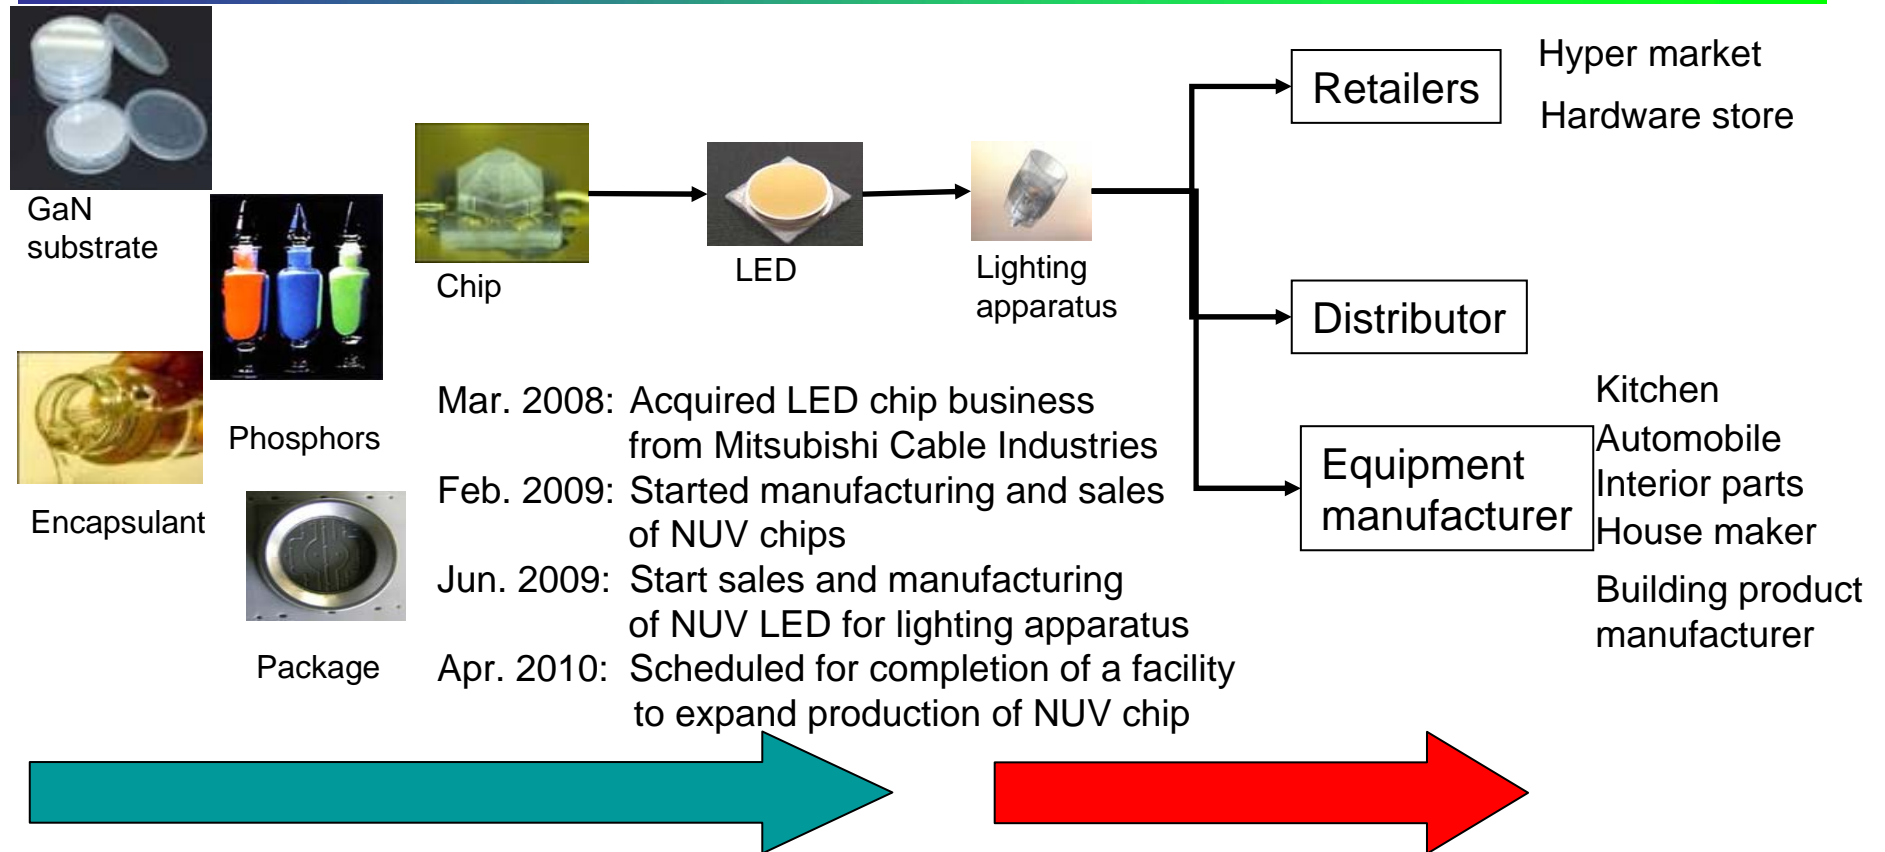 GaN
substrate
Phosphors
Encapsulant
Package
Chip
LED
Lighting
apparatus
Mar. 2008: Acquired LED chip business
from Mitsubishi Cable Industries
Feb. 2009: Started manufacturing and sales
of NUV chips
Jun. 2009: Start sales and manufacturing
of NUV LED for lighting apparatus
Apr. 2010: Scheduled for completion of a facility
to expand production of NUV chip
Retailers
Hyper market
Hardware store
Distributor
Equipment
manufacturer
Kitchen
Automobile
Interior parts
House maker
Building product
manufacturer